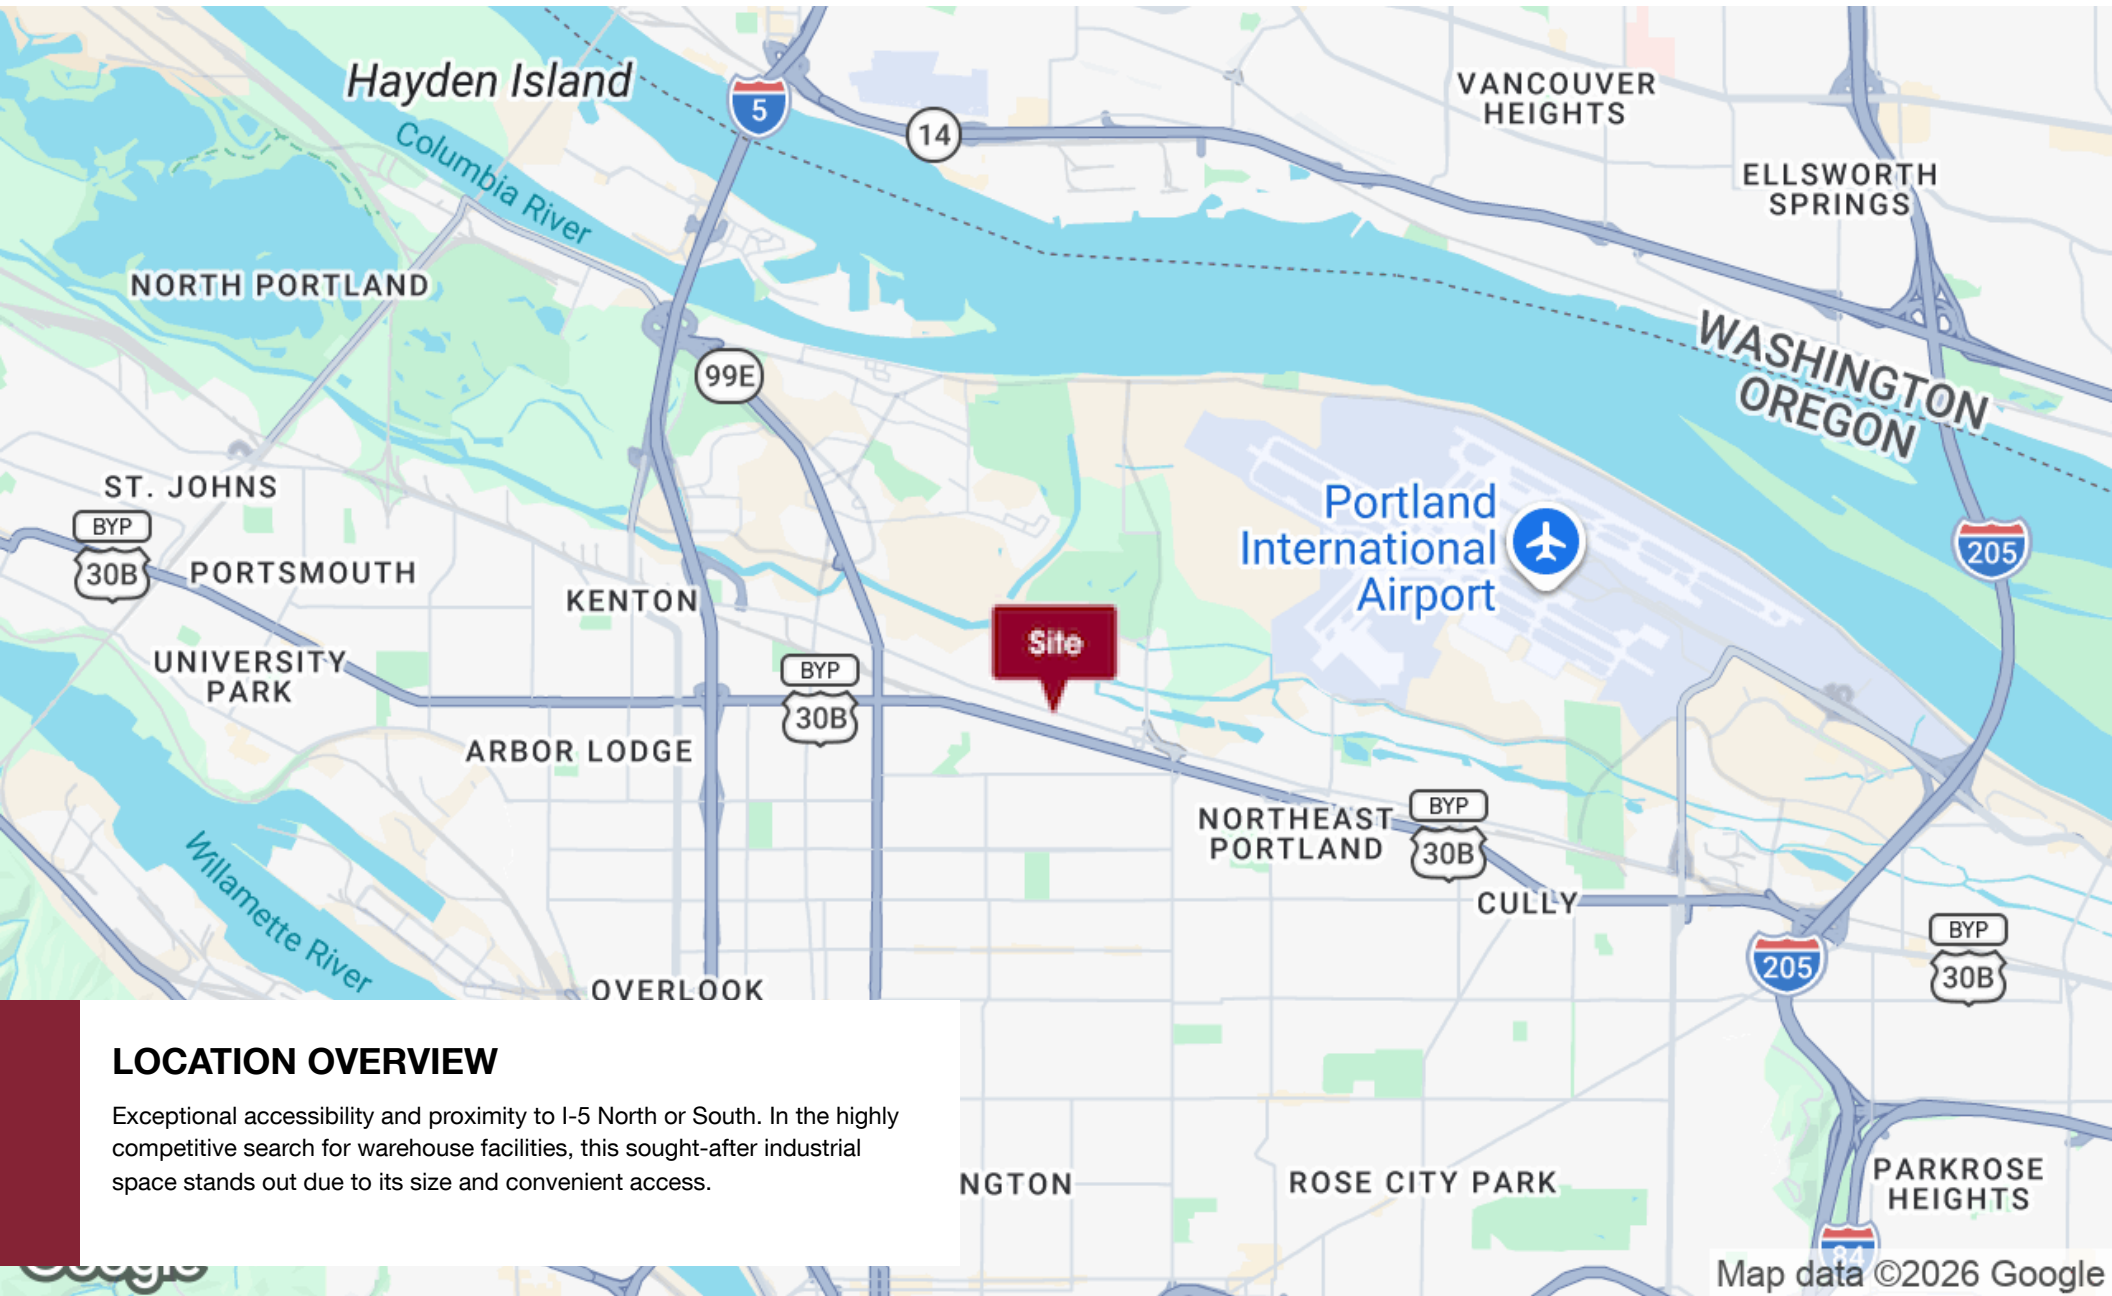 Hayden Island
5
14
VANCOUVER
HEIGHTS
Columbia River
ELLSWORTH
SPRINGS
NORTH PORTLAND
WASHINGTON
OREGON
99E
ST. JOHNS
BYP
30B
PORTSMOUTH
KENTON
Portland
International
Airport
205
Site
UNIVERSITY
PARK
BYP
30B
ARBOR LODGE
NORTHEAST
PORTLAND
BYP
30B
CULLY
Willamette River
205
BYP
30B
OVERLOOK
LOCATION OVERVIEW
Exceptional accessibility and proximity to I-5 North or South. In the highly
competitive search for warehouse facilities, this sought-after industrial
space stands out due to its size and convenient access.
NGTON
ROSE CITY PARK
PARKROSE
HEIGHTS
84
Google
Map data ©2026 Google